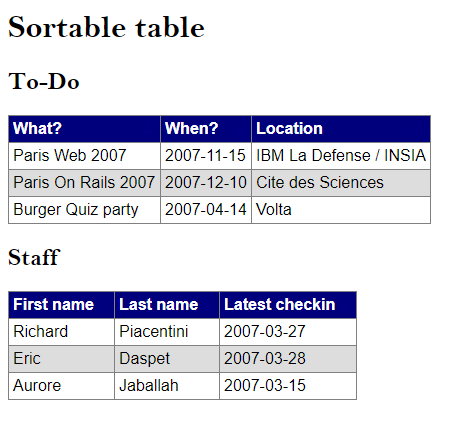 Sortable table
To-Do
What? When? Location
Paris Web 2007 2007-11-15 IBM La Defense / INSIA
Paris On Rails 2007 2007-12-10 Cite des Sciences
Burger Quiz party 2007-04-14 Volta
Staff
First name Last name Latest checkin
Richard Piacentini 2007-03-27
Eric Daspet 2007-03-28
Aurore Jaballah 2007-03-15